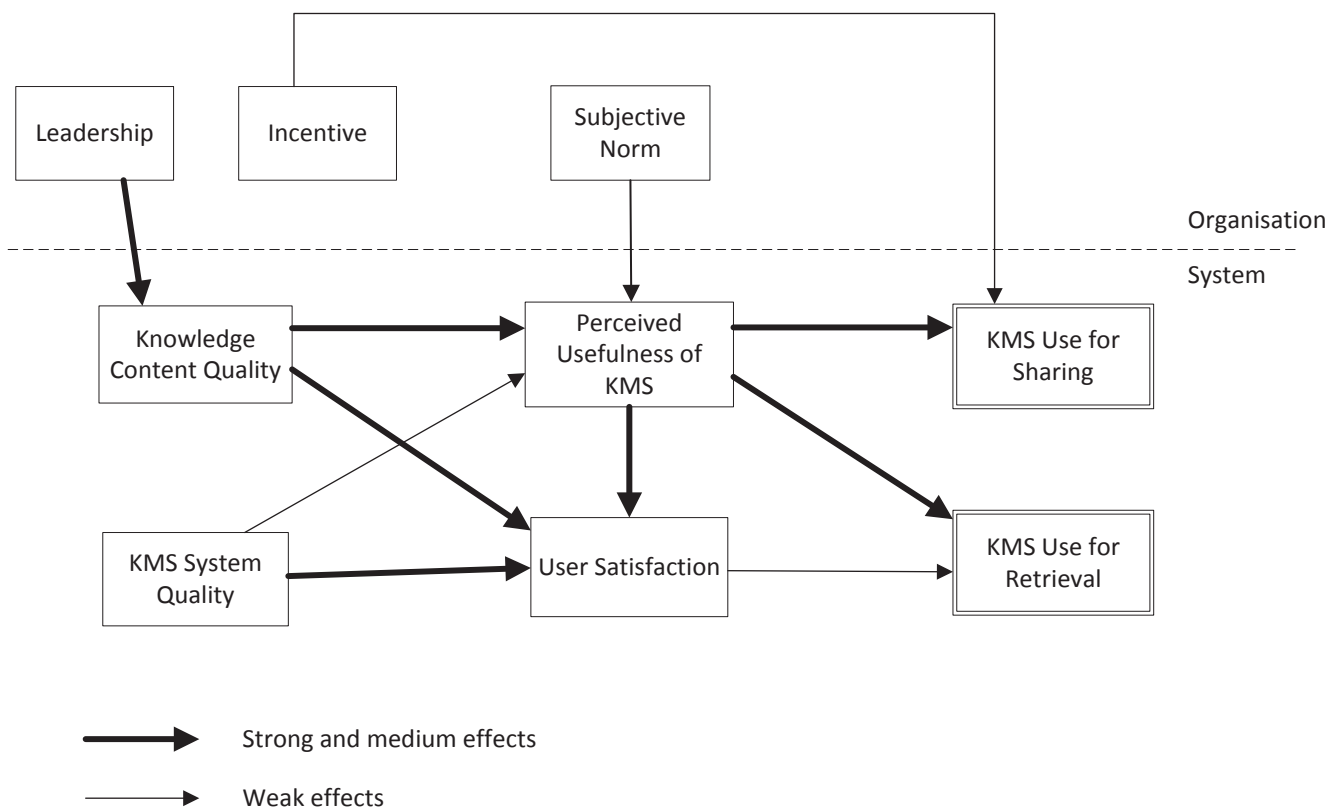 Leadership
Incentive
Subjective
Norm
Organisation
System
Knowledge
Content Quality
Perceived
Usefulness of
KMS
KMS Use for
Sharing
KMS System
Quality
User Satisfaction
KMS Use for
Retrieval
Strong and medium effects
Weak effects